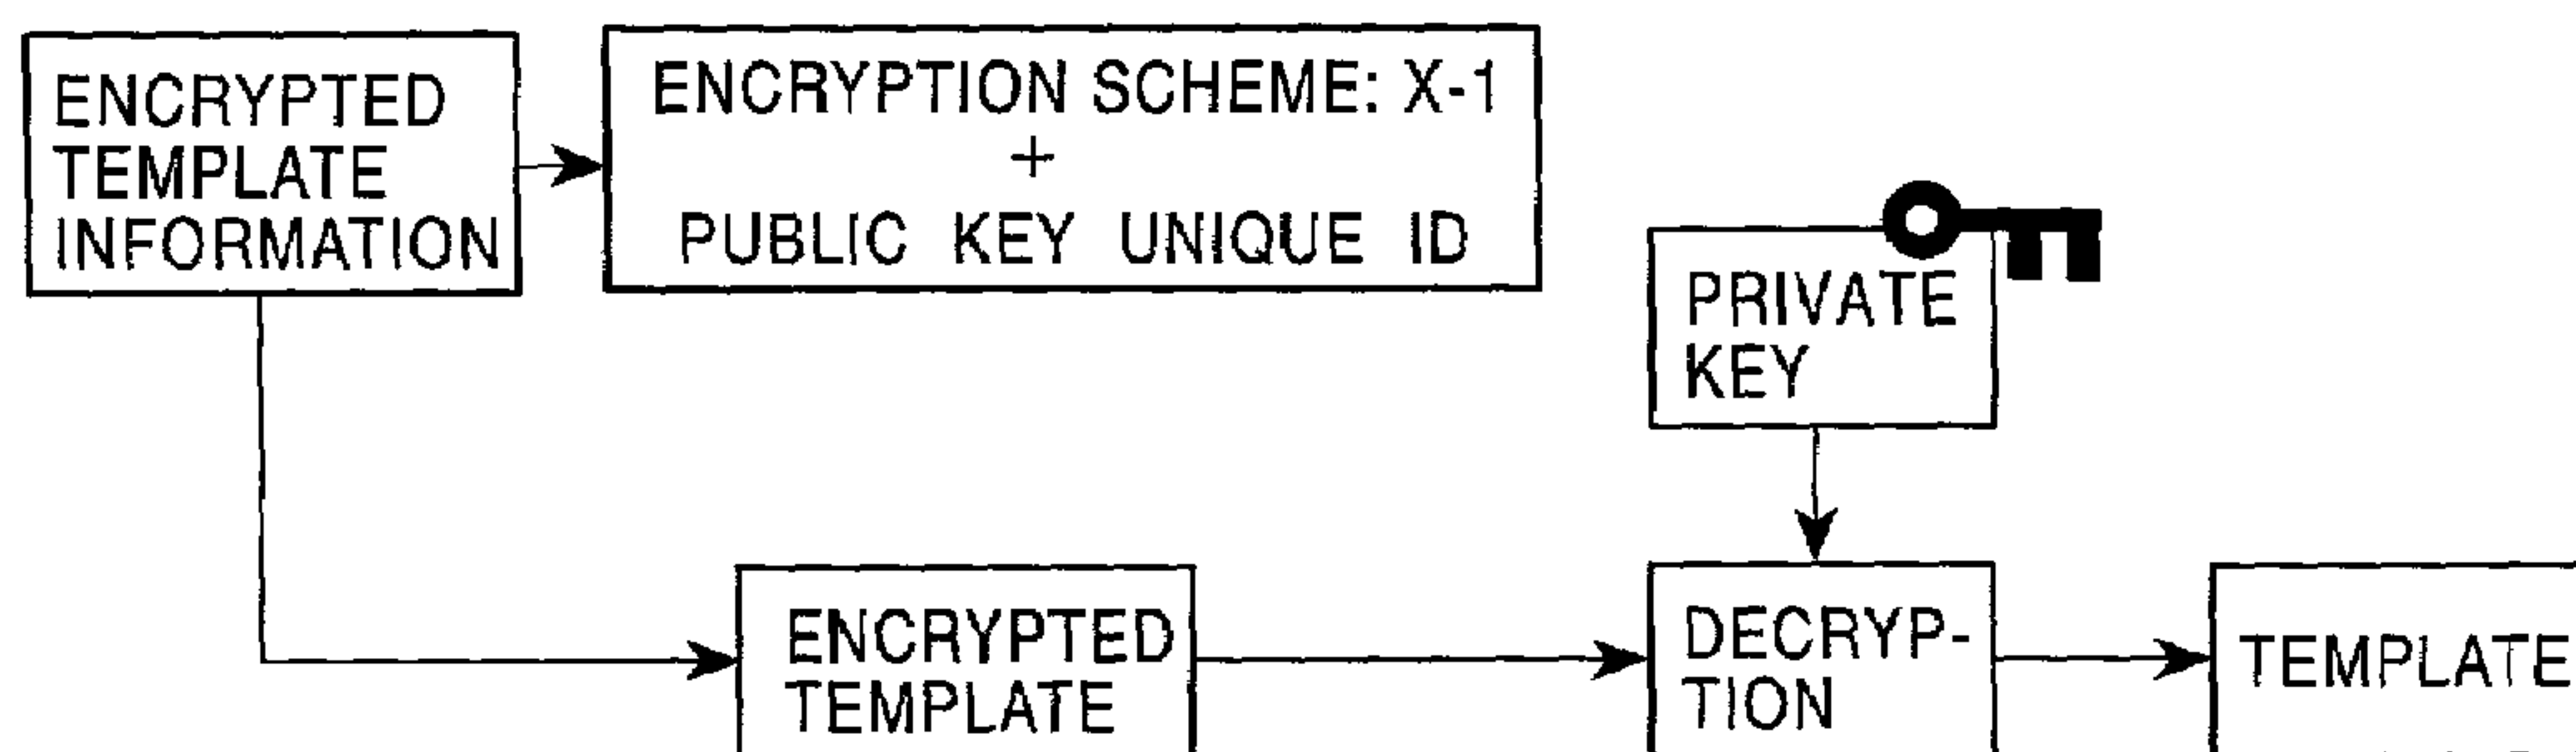 ENCRYPTED
TEMPLATE
INFORMATION
ENCRYPTION SCHEME: X-1
+
PUBLIC KEY UNIQUE ID
PRIVATE
KEY
ENCRYPTED
TEMPLATE
DECRYP-
TION
TEMPLATE